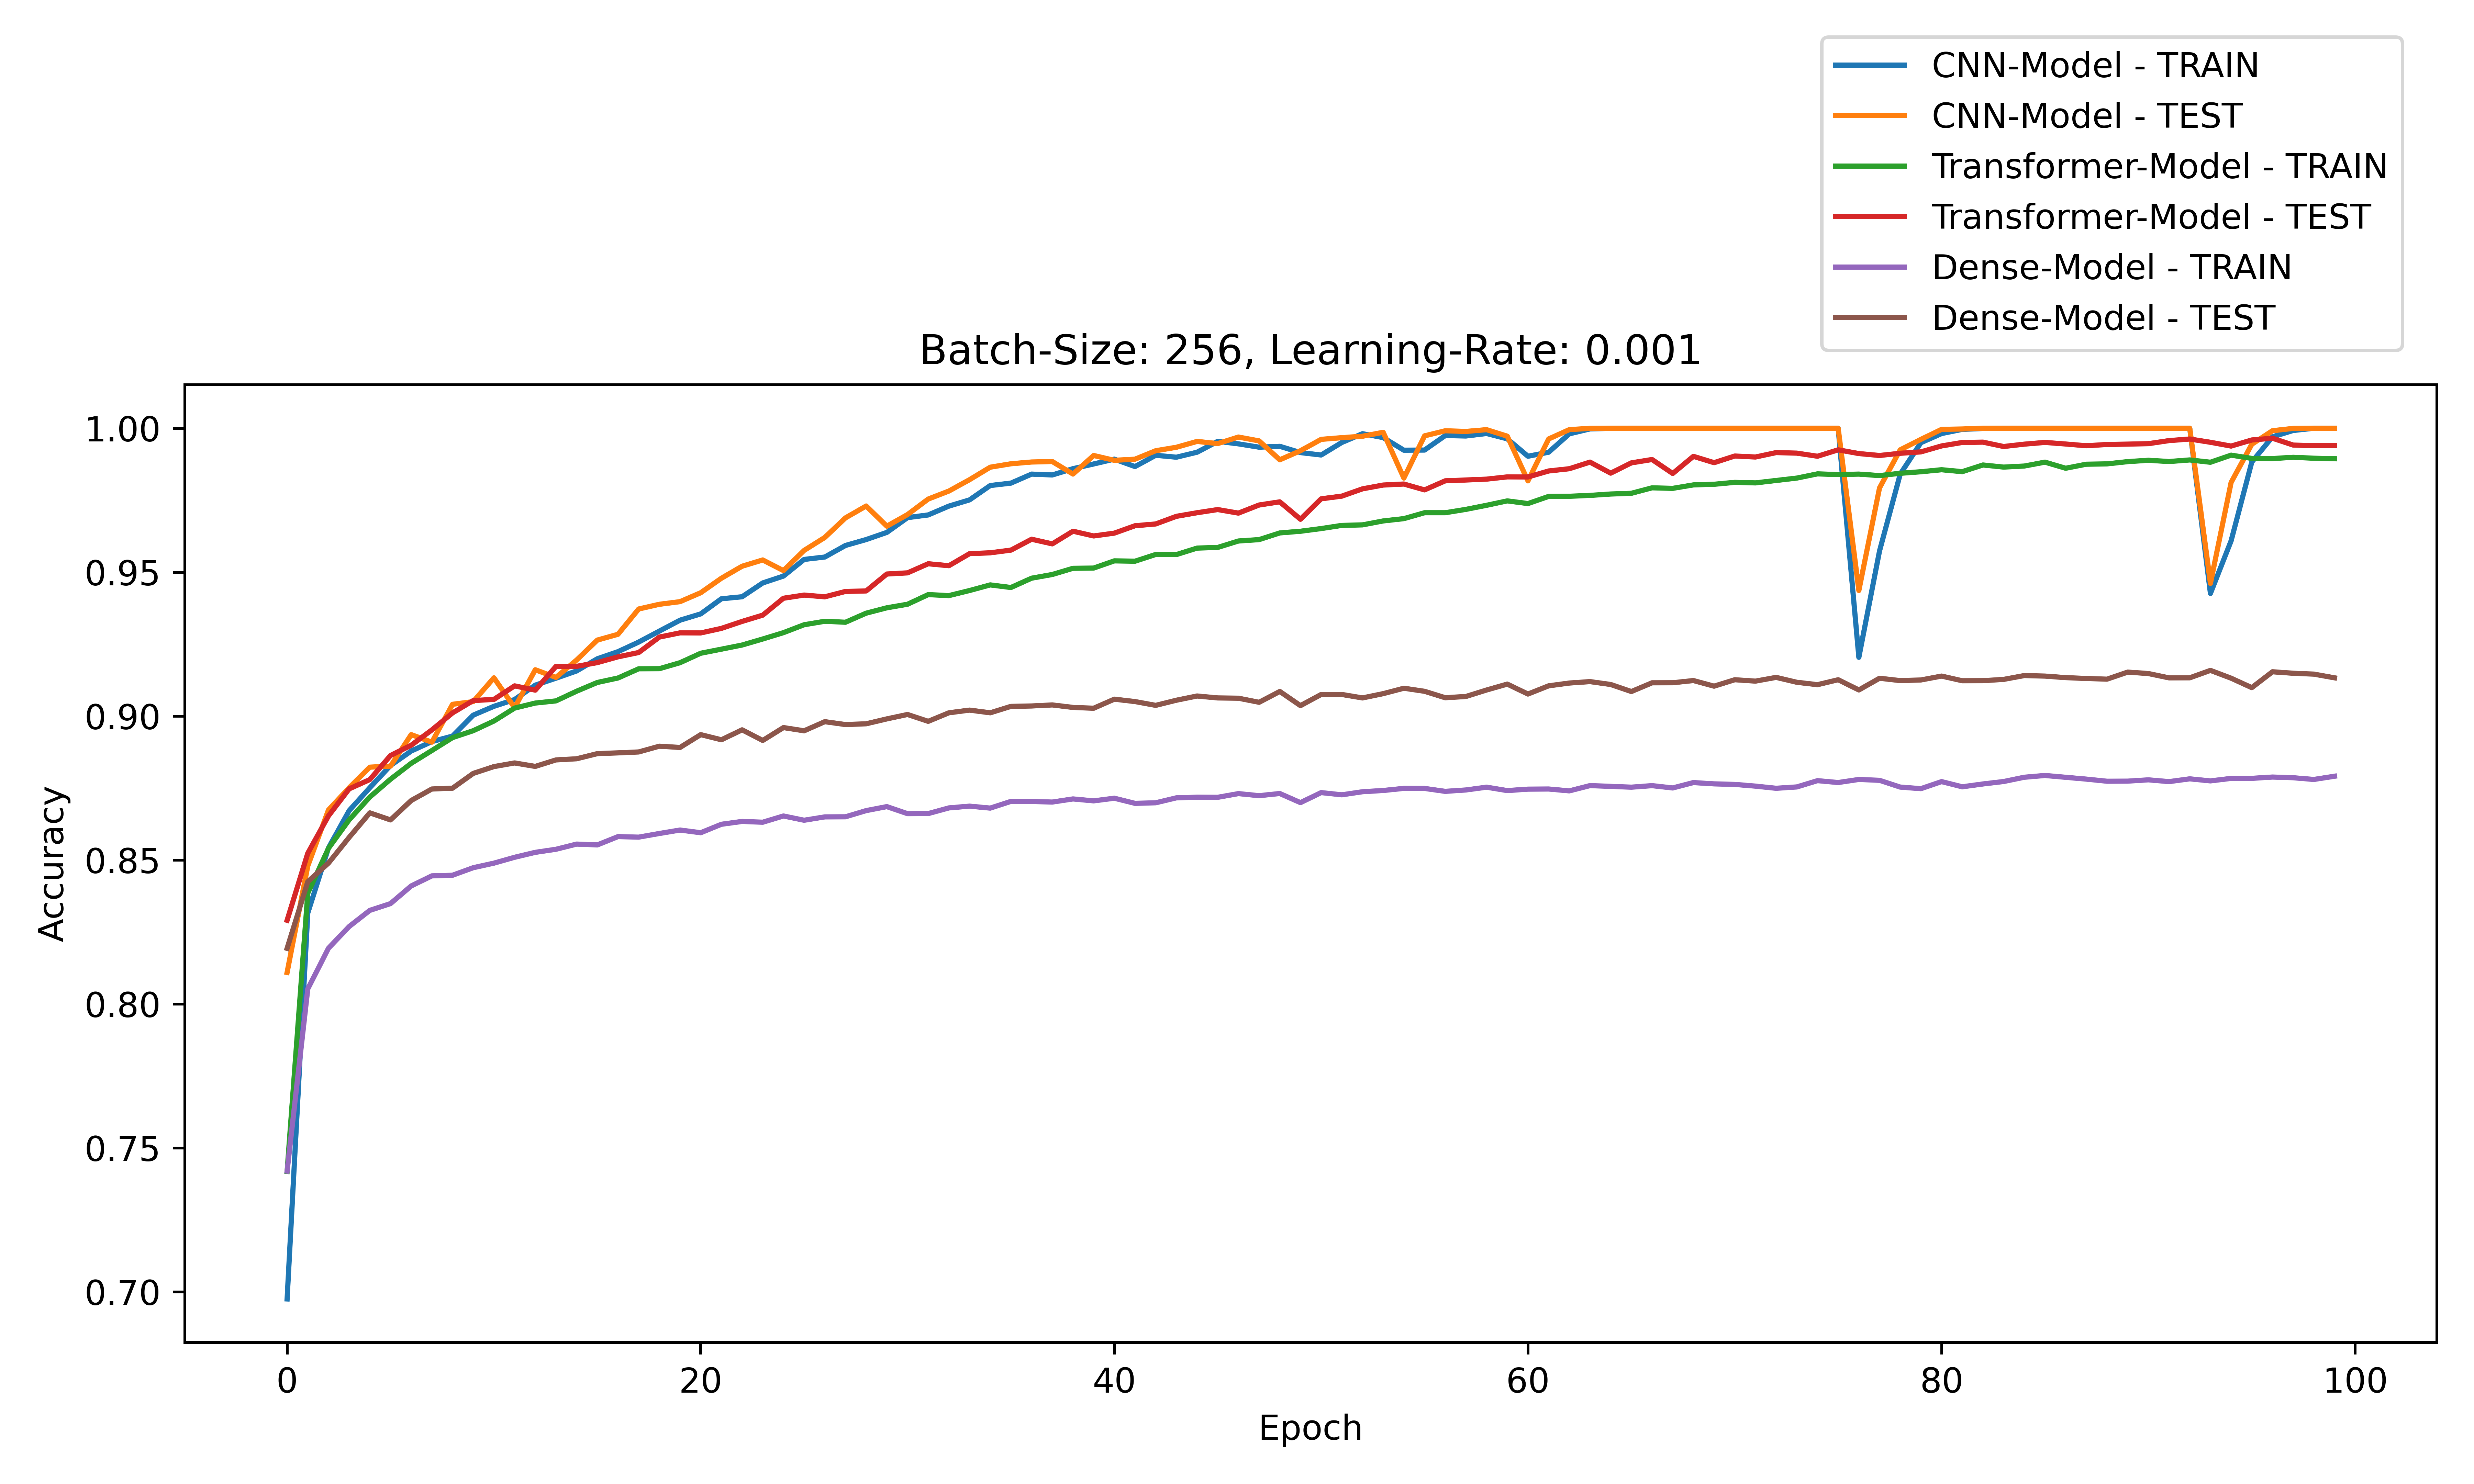 CNN-Model - TRAIN
CNN-Model - TEST
Transformer-Model - TRAIN
Transformer-Model - TEST
Dense-Model - TRAIN
Dense-Model - TEST
Batch-Size: 256, Learning-Rate: 0.001
1.00
0.95
0.90
0.85
0.80
0.75
0.70
Accuracy
0 20 40 60 80 100
Epoch